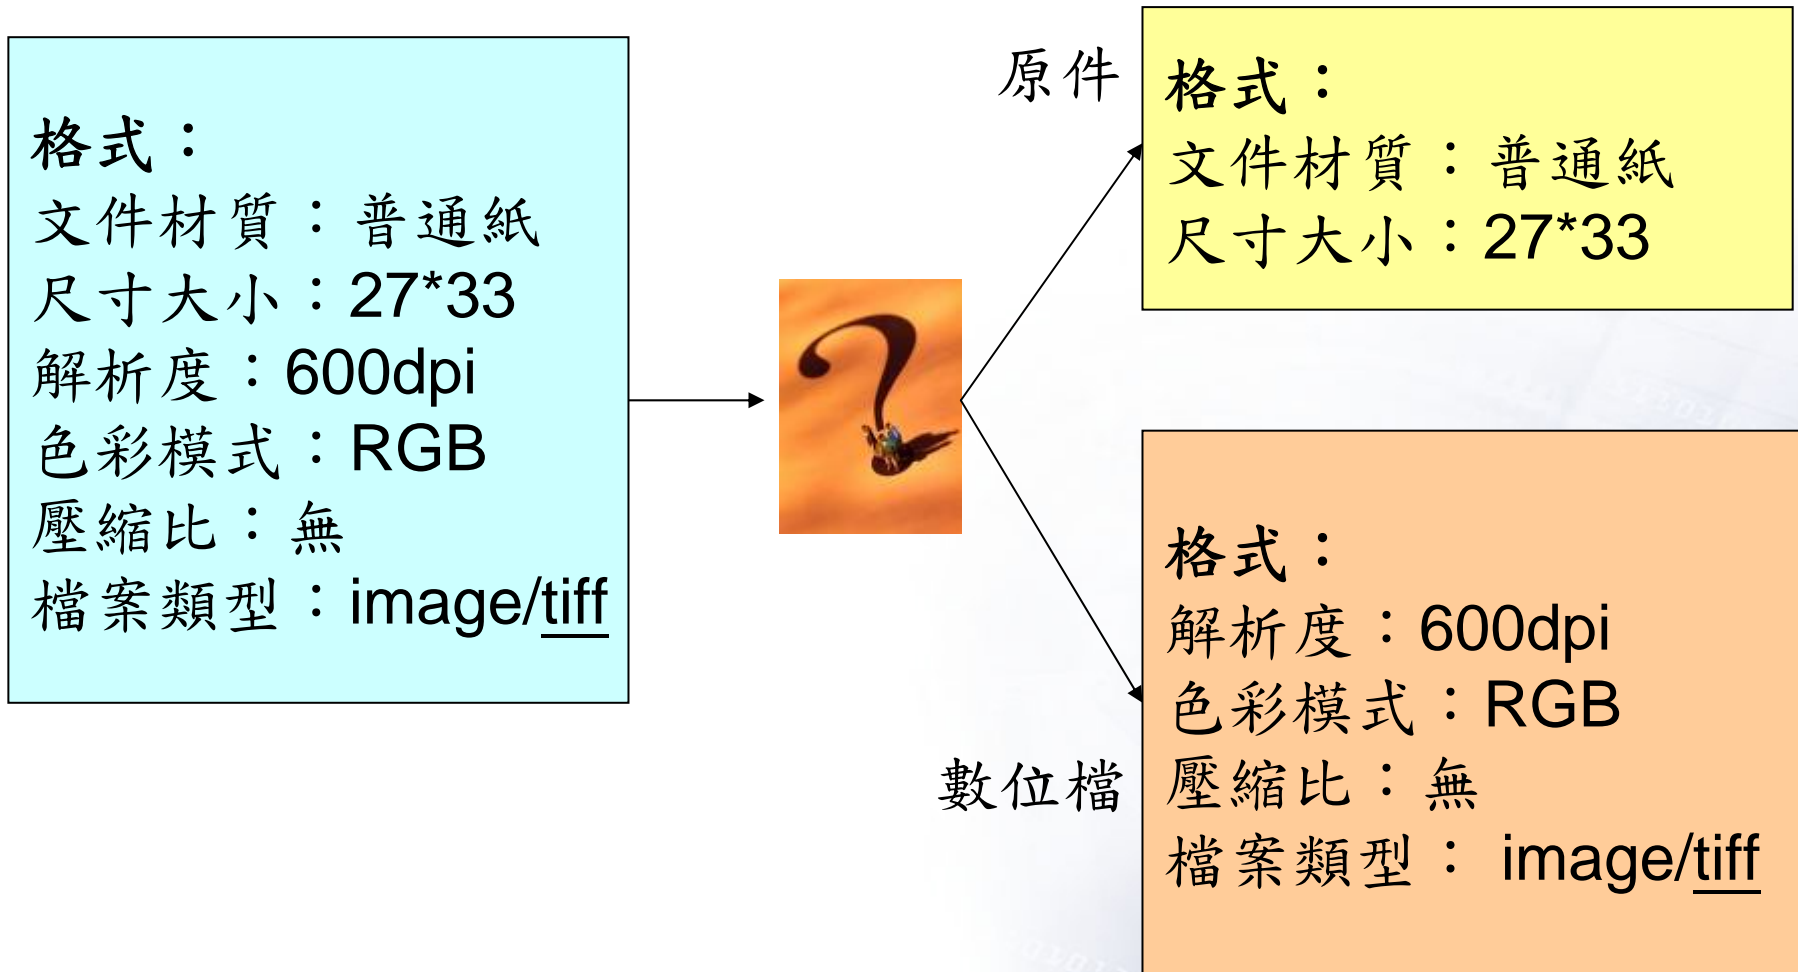 格式：
文件材質：普通紙
尺寸大小：27*33
解析度：600dpi
色彩模式：RGB
壓縮比：無
檔案類型：image/tiff
原件
格式：
文件材質：普通紙
尺寸大小：27*33
數位檔
格式：
解析度：600dpi
色彩模式：RGB
壓縮比：無
檔案類型： image/tiff